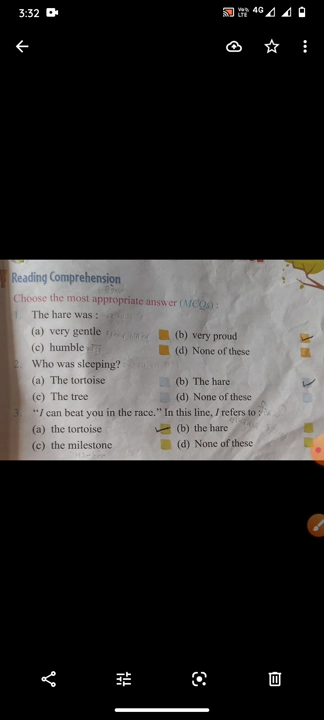 3:32
Vo)) LTE 4G
Reading Comprehension
Choose the most appropriate answer (MCQs) :
1. The hare was :
(a) very gentle (b) very proud
(c) humble (d) None of these
2. Who was sleeping?
(a) The tortoise (b) The hare
(c) The tree (d) None of these
3. “I can beat you in the race.” In this line, I refers to :
(a) the tortoise (b) the hare
(c) the milestone (d) None of these